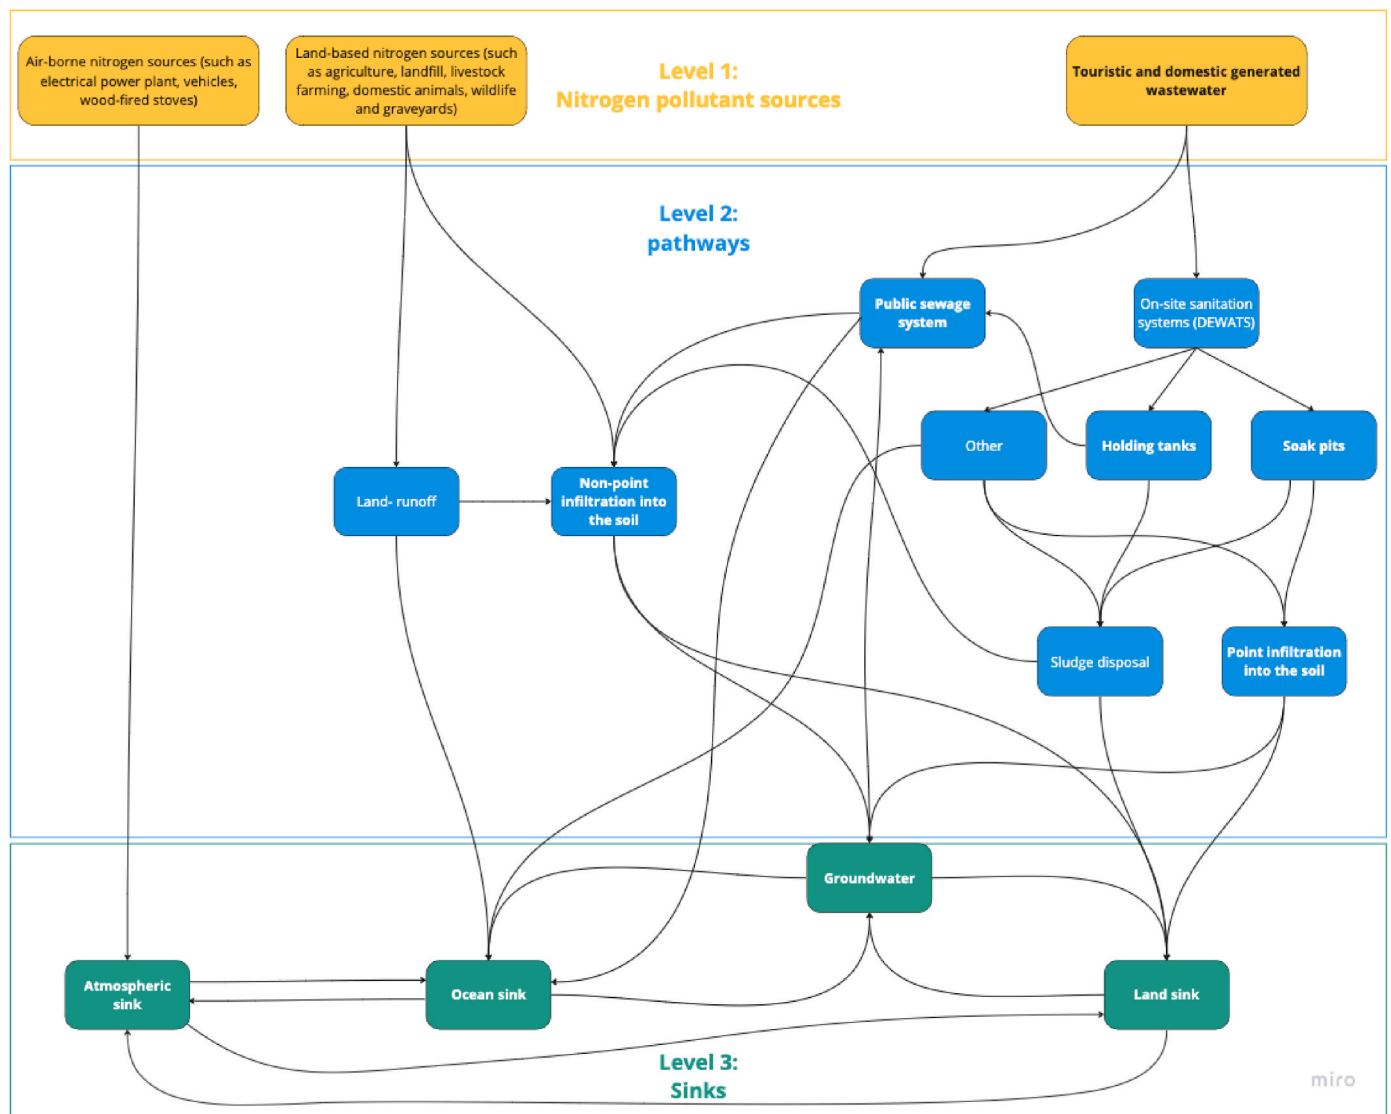 Air-borne nitrogen sources (such as
electrical power plant, vehicles,
wood-fired stoves)
Land-based nitrogen sources (such
as agriculture, landfill, livestock
farming, domestic animals, wildlife
and graveyards)
Level 1:
Nitrogen pollutant sources
Touristic and domestic generated
wastewater
Level 2:
pathways
Public sewage
system
On-site sanitation
systems (DEWATS)
Other
Holding tanks
Soak pits
Land- runoff
Non-point
infiltration into
the soil
Sludge disposal
Point infiltration
into the soil
Groundwater
Atmospheric
sink
Ocean sink
Land sink
Level 3:
Sinks
miro